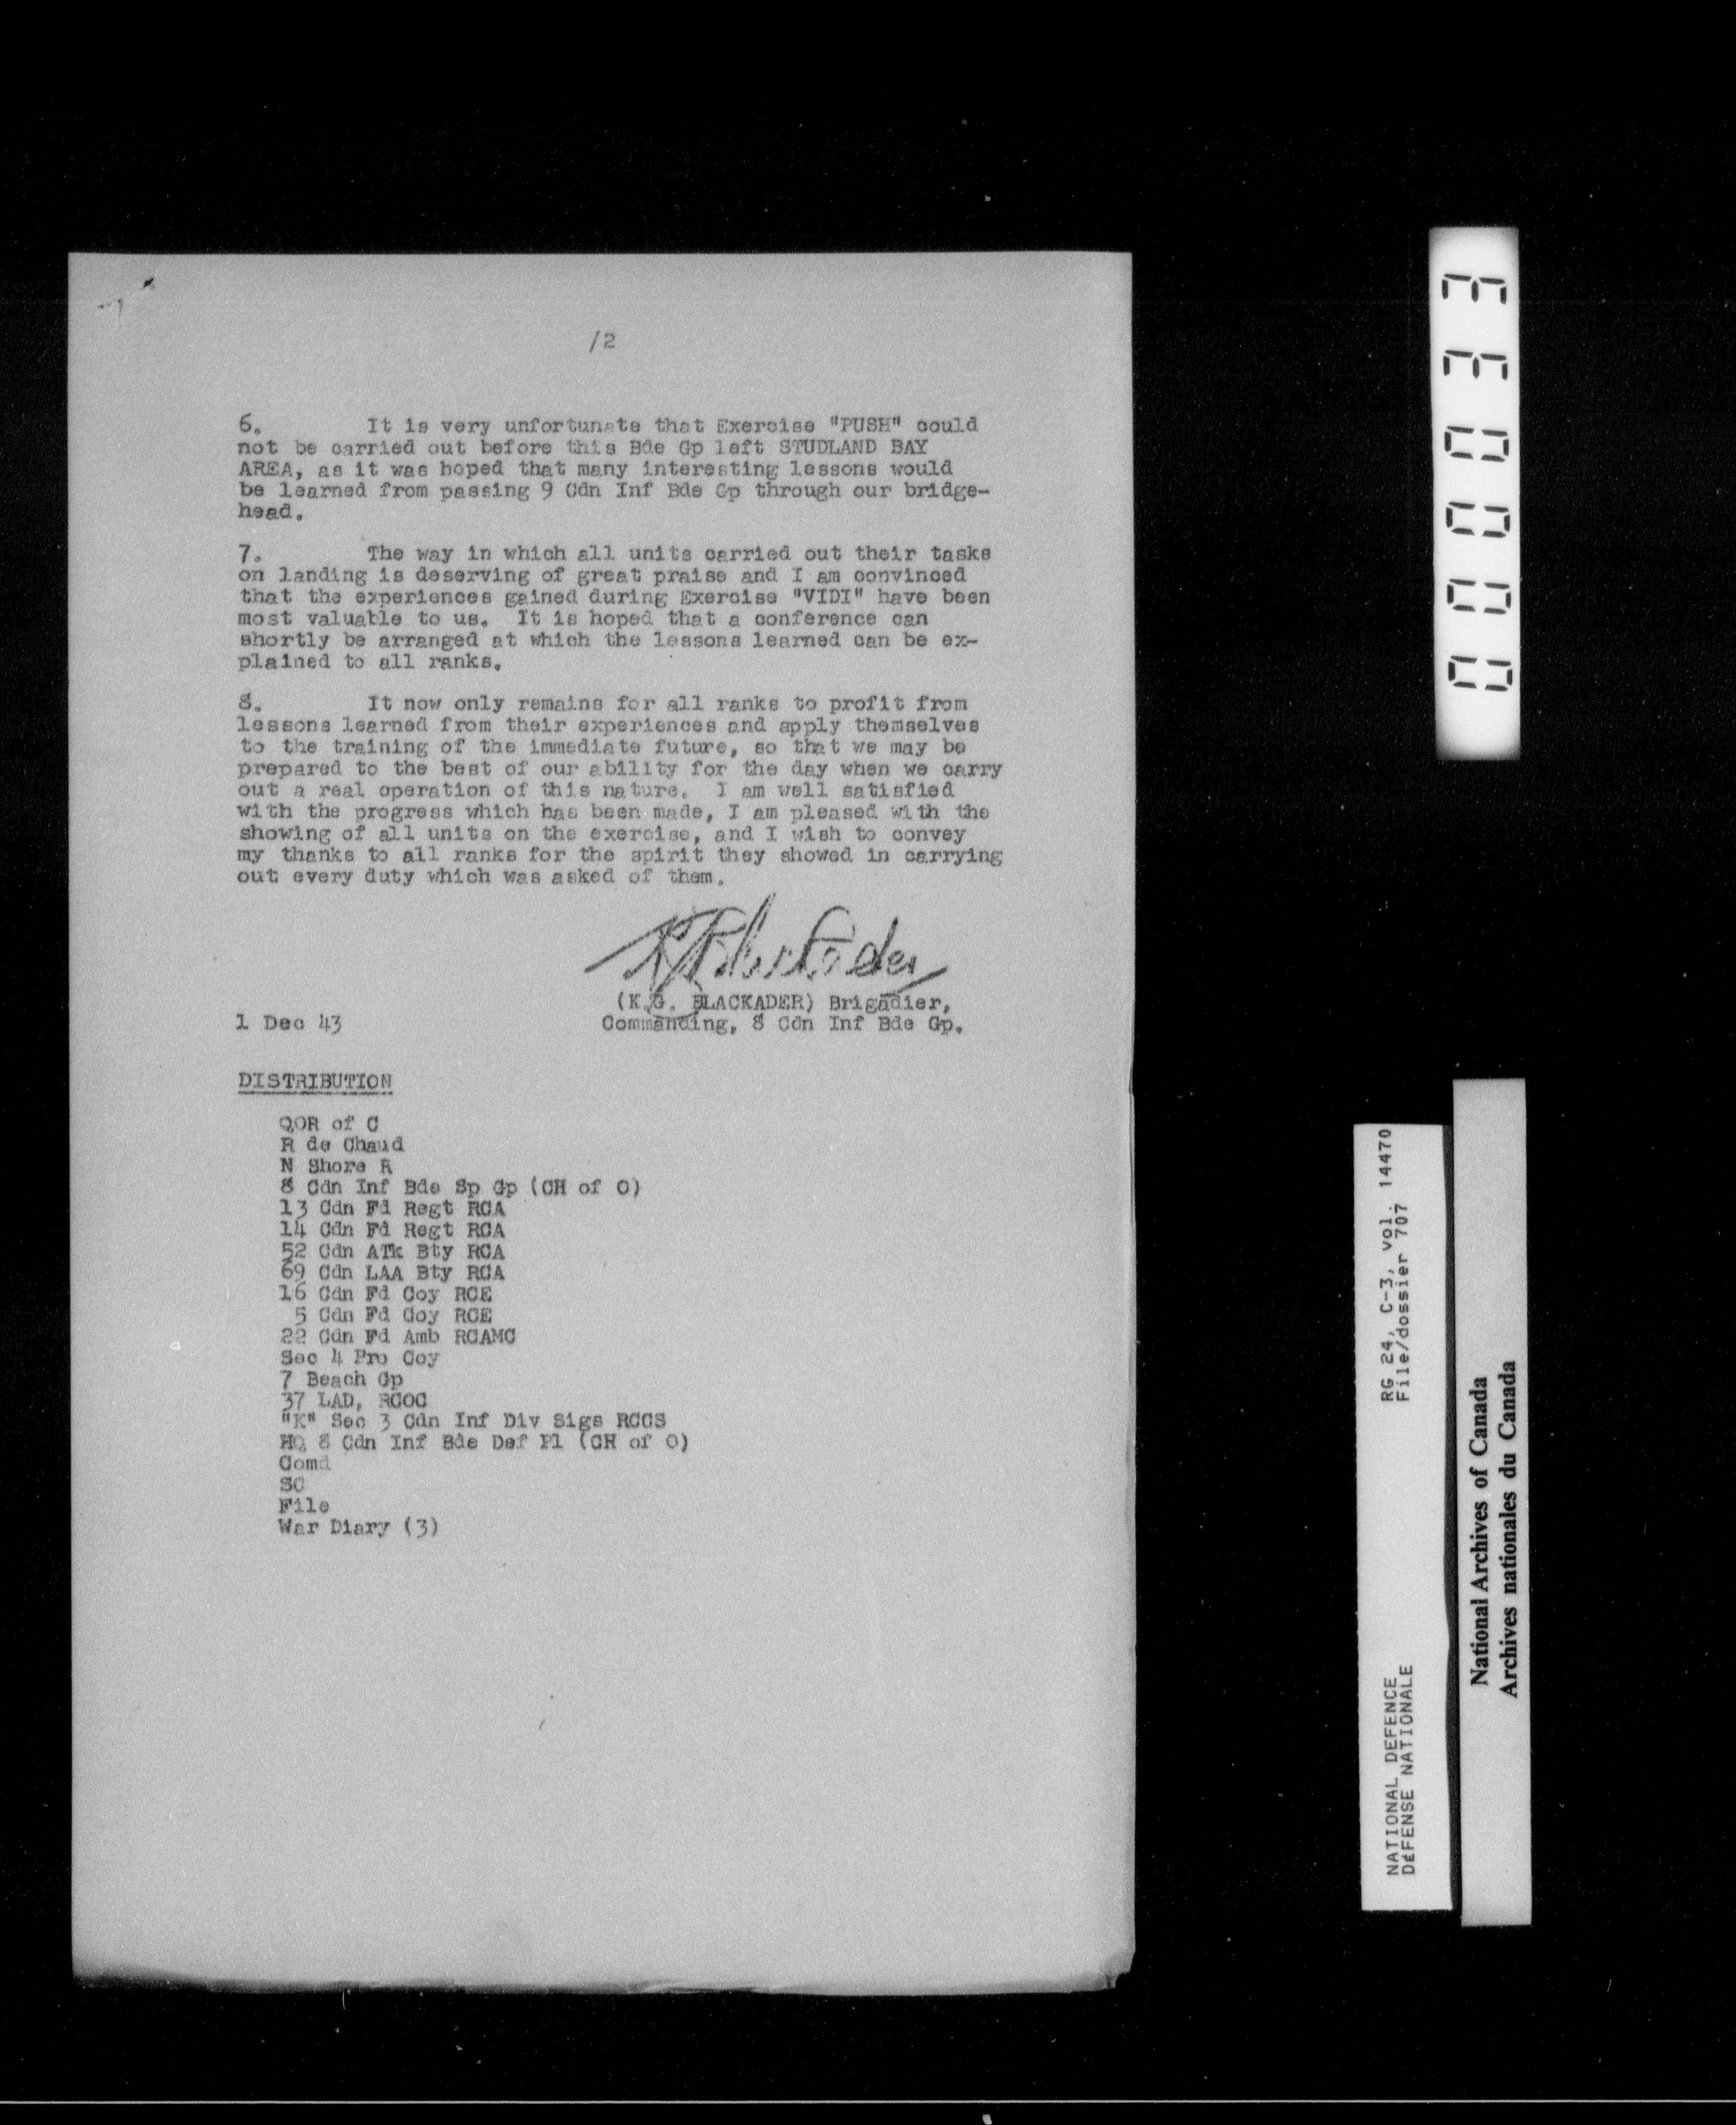 /2
6. It is very unfortunate that Exercise "PUSH" could
not be carried out before this Bde Gp left STUDLAND BAY
AREA, as it was hoped that many interesting lessons would
be learned from passing 9 Cdn Inf Bde Gp through our bridge-
head.
7. The way in which all units carried out their tasks
on landing is deserving of great praise and I am convinced
that the experiences gained during Exercise "VIDI" have been
most valuable to us. It is hoped that a conference can
shortly be arranged at which the lessons learned can be ex-
plained to all ranks.
8. It now only remains for all ranks to profit from
lessons learned from their experiences and apply themselves
to the training of the immediate future, so that we may be
prepared to the best of our ability for the day when we carry
out a real operation of this nature. I am well satisfied
with the progress which has been made, I am pleased with the
showing of all units on the exercise, and I wish to convey
my thanks to all ranks for the spirit they showed in carrying
out every duty which was asked of them.
(K.G. BLACKADER) Brigadier,
1 Dec 43 Commanding, 8 Cdn Inf Bde Gp.
DISTRIBUTION
QOR of C
R de Chaud
N Shore R
8 Cdn Inf Bde Sp Gp (CH of O)
13 Cdn Fd Regt RCA
14 Cdn Fd Regt RCA
52 Cdn ATk Bty RCA
69 Cdn LAA Bty RCA
16 Cdn Fd Coy RCE
5 Cdn Fd Coy RCE
22 Cdn Fd Amb RCAMC
Sec 4 Pro Coy
7 Beach Gp
37 LAD, RCOC
"K" Sec 3 Cdn Inf Div Sigs RCCS
HQ 8 Cdn Inf Bde Def Pl (CH of O)
Comd
SC
File
War Diary (3)
000033
NATIONAL DEFENCE RG 24, C-3, vol. 14470
DÉFENSE NATIONALE File/dossier 707
National Archives of Canada
Archives nationales du Canada